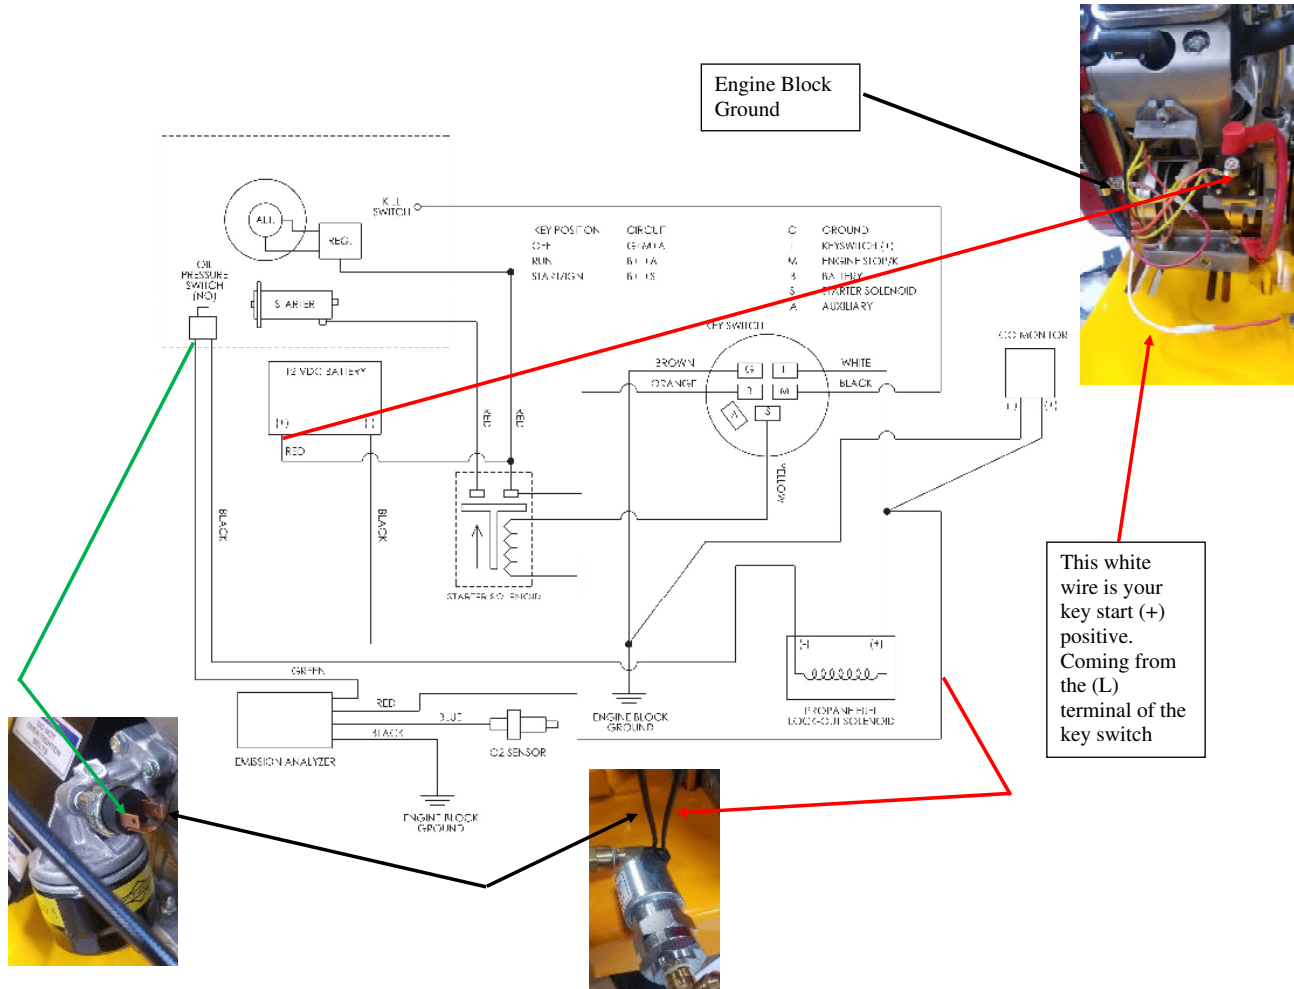 Engine Block
Ground
KILL
SWITCH
ALT.
REG.
KEY POSITION CIRCUIT
OFF G+M+A
RUN
START/IGN
G GROUND
KEYSWITCH (+)
M ENGINE STOP/K
B BATTERY
S STARTER SOLENOID
A AUXILIARY
OIL
PRESSURE
SWITCH
(NO)
STARTER
KEY SWITCH
CO MONITOR
12 VDC BATTERY
BROWN
G
WHITE
ORANGE
M
BLACK
A
S
(+)
(-)
(-)
(+)
RED
RED
RED
YELLOW
BLACK
BLACK
STARTER SOLENOID
This white
wire is your
key start (+)
positive.
Coming from
the (L)
terminal of the
key switch
GREEN
(-)
(+)
RED
BLUE
BLACK
ENGINE BLOCK
GROUND
PROPANE FUEL
LOCK-OUT SOLENOID
O2 SENSOR
EMISSION ANALYZER
ENGINE BLOCK
GROUND
DO NOT
OVERTIGHTEN
BELTS